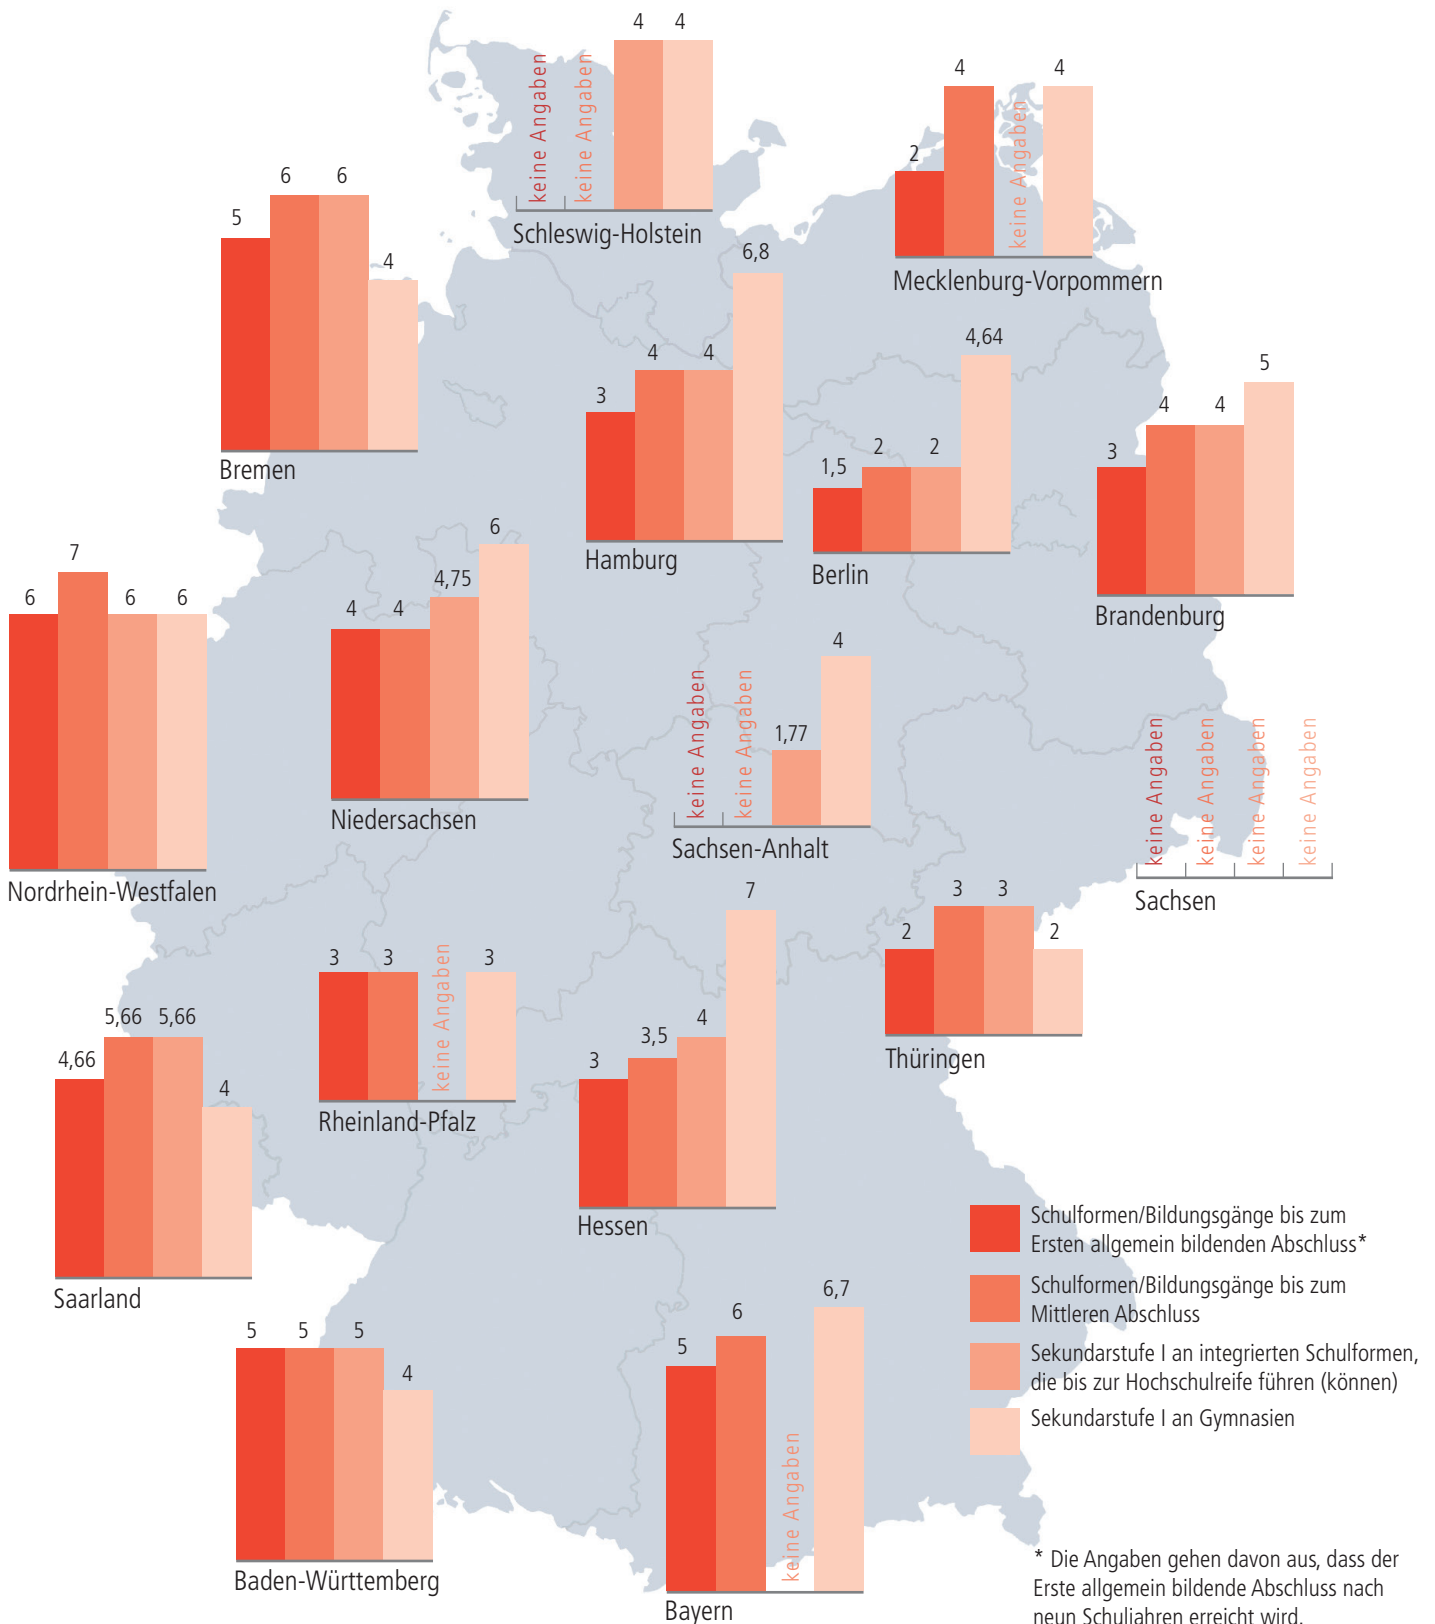 4 4
keine Angaben
keine Angaben
Schleswig-Holstein
2 4 4
keine Angaben
Mecklenburg-Vorpommern
5 6 6 4
Bremen
3 4 4 6,8
Hamburg
1,5 2 2 4,64
Berlin
3 4 4 5
Brandenburg
6 7 6 6
Nordrhein-Westfalen
4 4 4,75 6
Niedersachsen
keine Angaben
keine Angaben
1,77 4
Sachsen-Anhalt
keine Angaben
keine Angaben
keine Angaben
keine Angaben
Sachsen
2 3 3 2
Thüringen
4,66 5,66 5,66 4
Saarland
3 3
keine Angaben
3
Rheinland-Pfalz
3 3,5 4 7
Hessen
5 5 5 4
Baden-Württemberg
5 6
keine Angaben
6,7
Bayern
Schulformen/Bildungsgänge bis zum
Ersten allgemein bildenden Abschluss*
Schulformen/Bildungsgänge bis zum
Mittleren Abschluss
Sekundarstufe I an integrierten Schulformen,
die bis zur Hochschulreife führen (können)
Sekundarstufe I an Gymnasien
* Die Angaben gehen davon aus, dass der
Erste allgemein bildende Abschluss nach
neun Schuljahren erreicht wird.